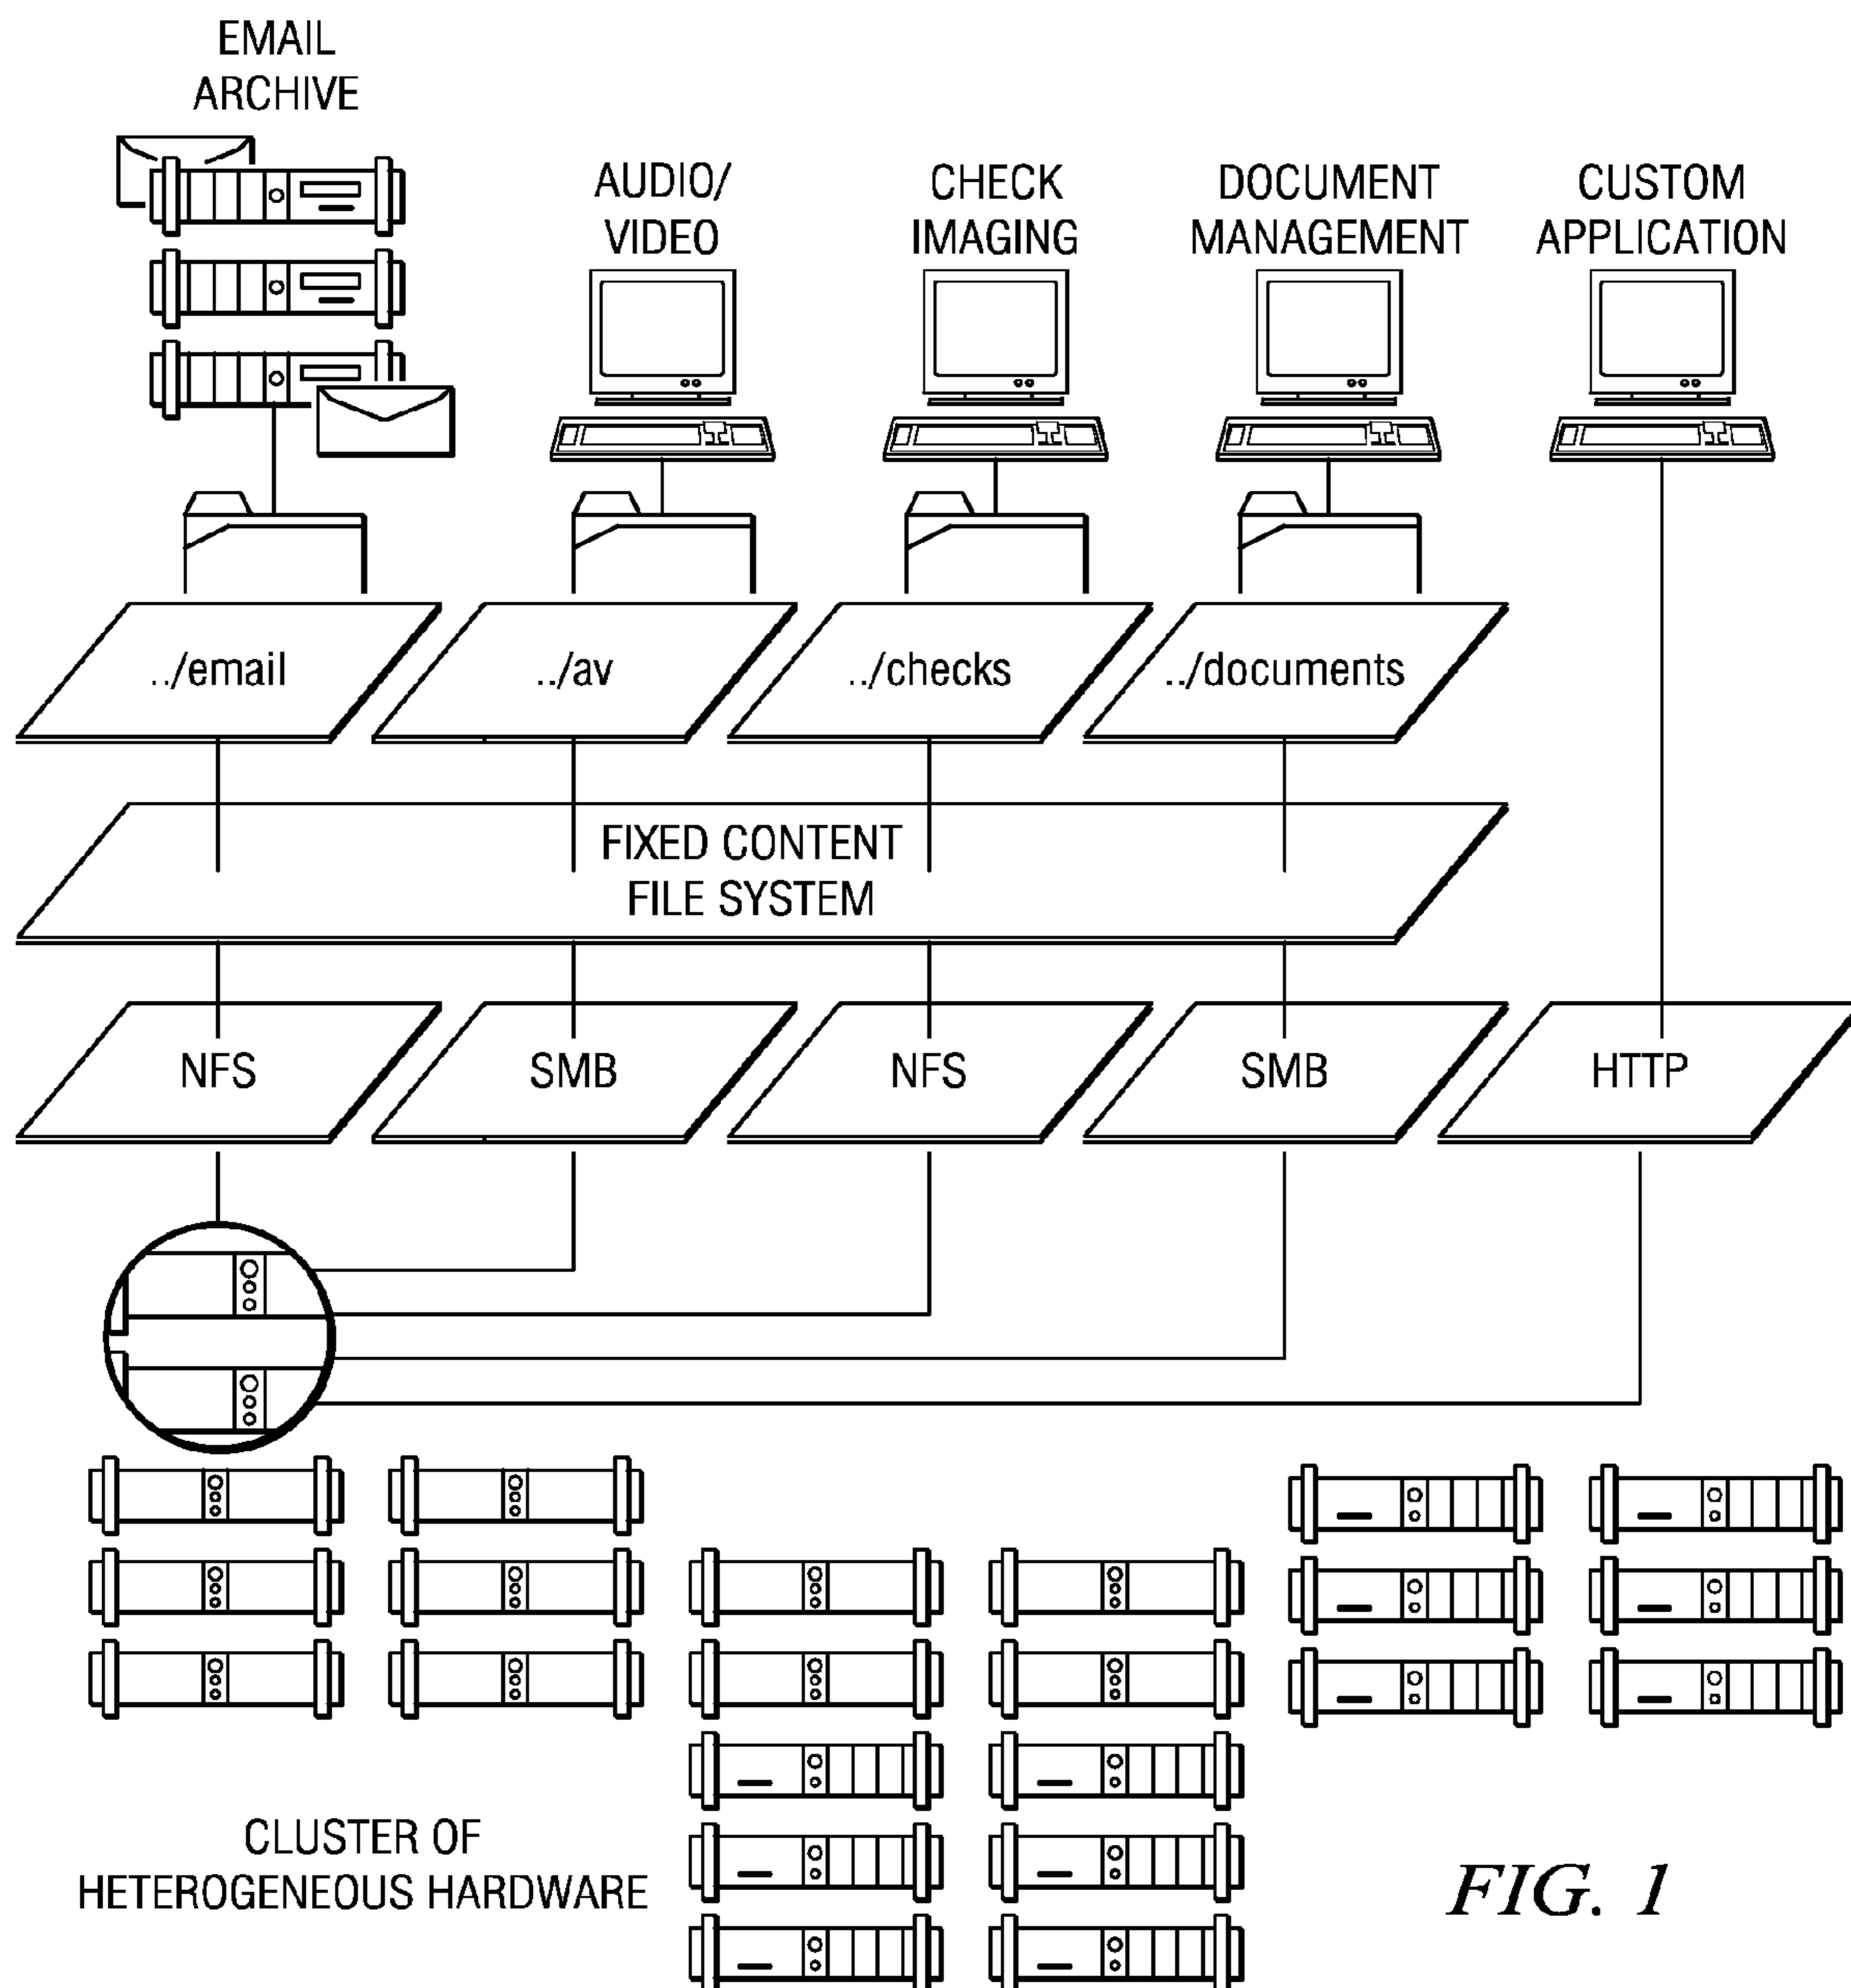 EMAIL
ARCHIVE
AUDIO/
VIDEO
CHECK
IMAGING
DOCUMENT
MANAGEMENT
CUSTOM
APPLICATION
../email
../av
../checks
../documents
FIXED CONTENT
FILE SYSTEM
NFS
SMB
NFS
SMB
HTTP
CLUSTER OF
HETEROGENEOUS HARDWARE
FIG. 1